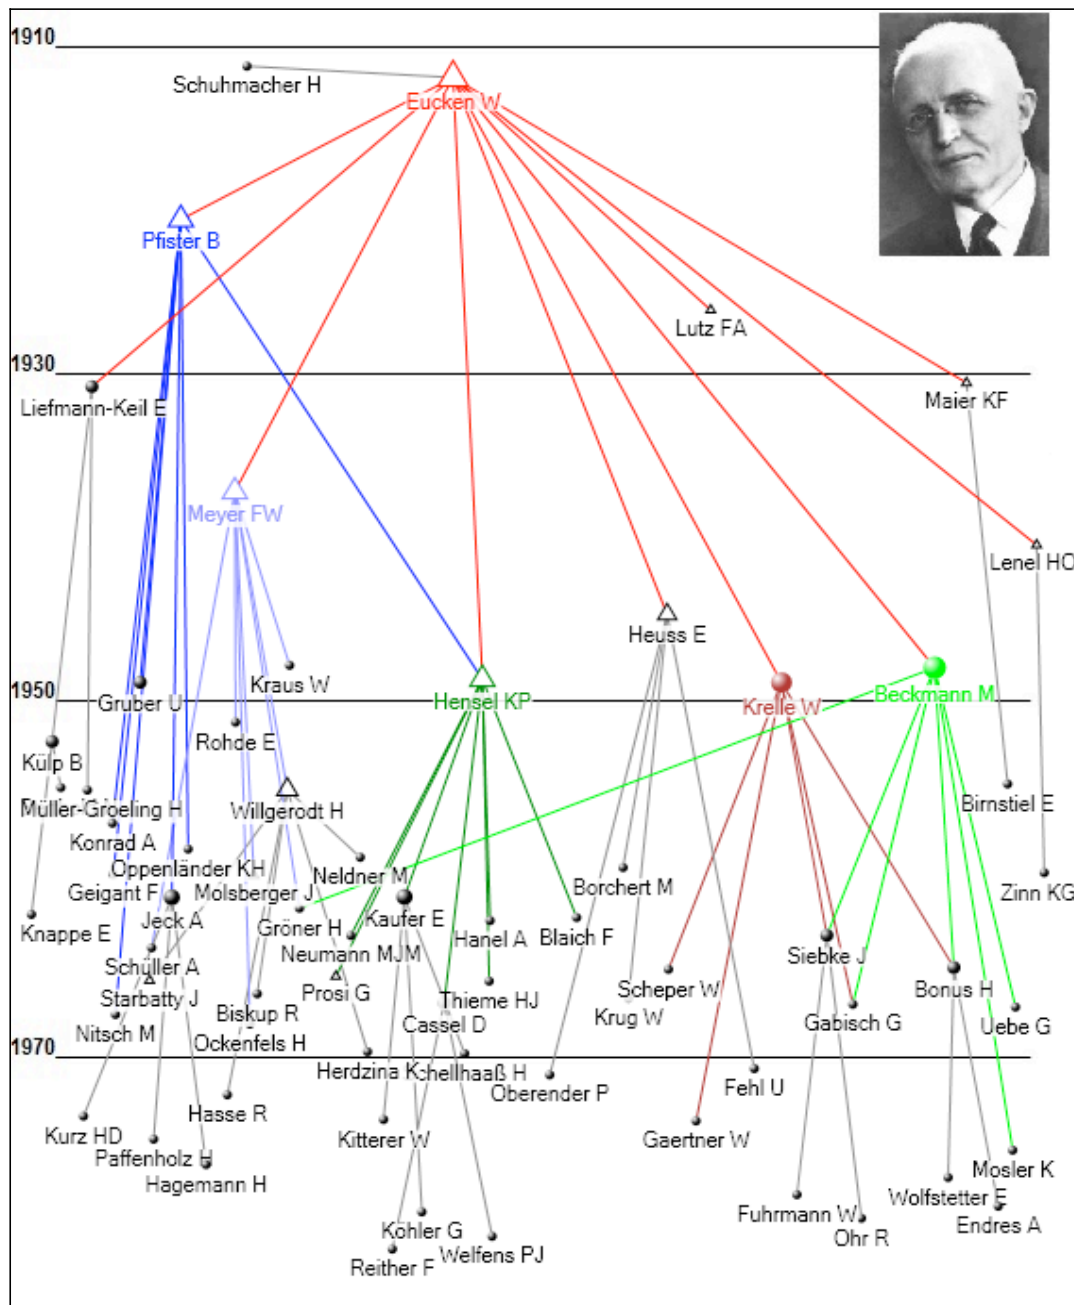 1910
Schuhmacher H
Eucken W
Pfister B
Lutz FA
1930
Liefmann-Keil E
Maier KF
Meyer FW
Lenel HO
Heuss E
Kraus W
Gruber U
1950
Hensel KP
Krelle W
Beckmann M
Rohde E
Külp B
Müller-Groeling H
Willgerodt H
Birnstiel E
Konrad A
Oppenländer KH
Neldner M
Geigant F
Molsberger J
Borchert M
Zinn KG
Knappe E
Jeck A
Gröner H
Kaufer E
Hanel A
Blaich F
Neumann MJM
Siebke J
Schüller A
Starbatty J
Prosi G
Thieme HJ
Scheper W
Bonus H
Nitsch M
Biskup R
Cassel D
Krug W
Gabisch G
Uebe G
Ockenfels H
1970
Herdzina K
chellhaaß H
Oberender P
Fehl U
Hasse R
Kurz HD
Kitterer W
Gaertner W
Paffenholz H
Hagemann H
Mosler K
Wolfstetter E
Fuhrmann W
Endres A
Köhler G
Ohr R
Welfens PJ
Reither F